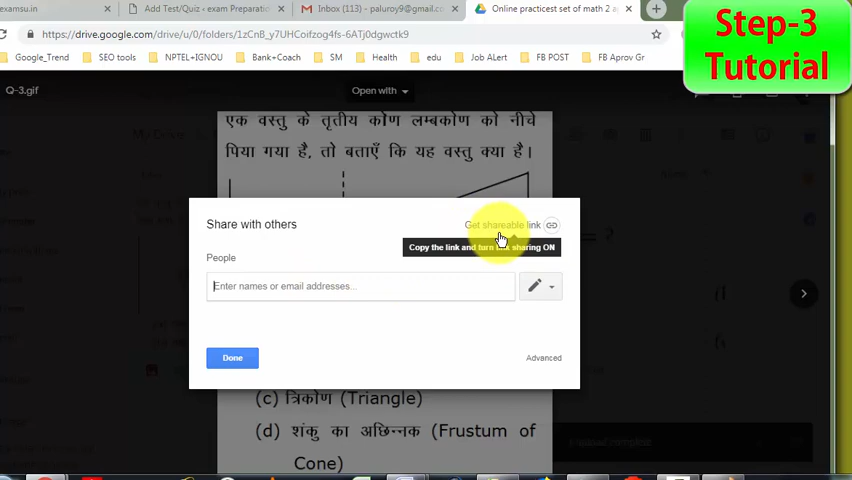 examsu.in
Add Test/Quiz ‹ exam Preparation
Inbox (113) - paluroy9@gmail.c
Online practicest set of math 2
Step-3
Tutorial
https://drive.google.com/drive/u/0/folders/1zCnB_y7UHCoifzog4fs-6ATj0dgwctk9
Google_Trend
SEO tools
NPTEL+IGNOU
Bank+Coach
SM
Health
edu
Job ALert
FB POST
FB Aprov Gr
Q-3.gif
Open with
एक वस्तु के तृतीय कोण लम्बकोण को नीचे
पिया गया है, तो बताएँ कि यह वस्तु क्या है।
= ?
Share with others
Get shareable link
Copy the link and turn link sharing ON
People
Enter names or email addresses...
Done
Advanced
(c) त्रिकोण (Triangle)
(d) शंकु का अछिन्नक (Frustum of
Cone)